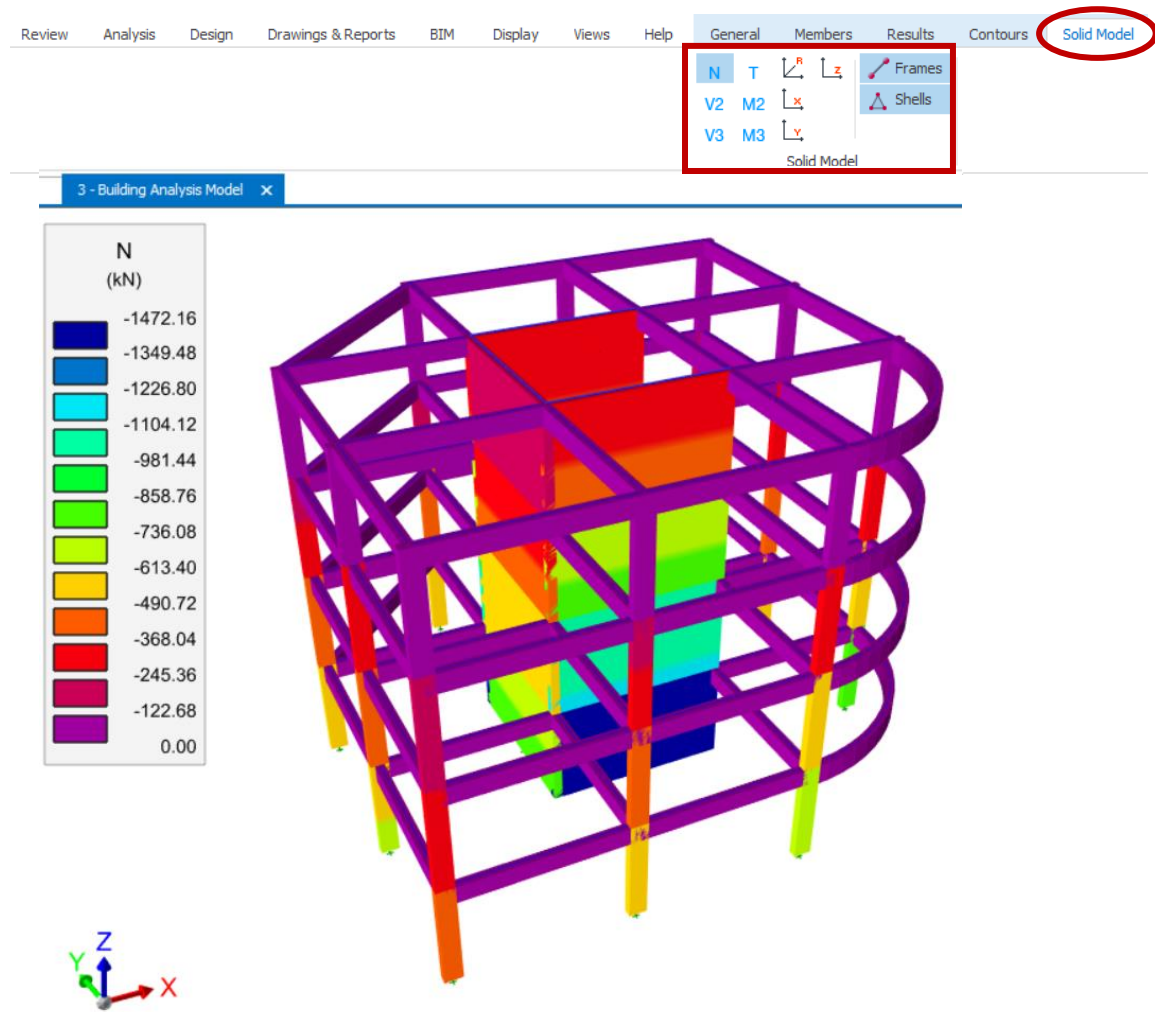 Review Analysis Design Drawings & Reports BIM Display Views Help General Members Results Contours Solid Model
N T R Z Frames
V2 M2 X Shells
V3 M3 Y
Solid Model
3 - Building Analysis Model ×
N
(kN)
-1472.16
-1349.48
-1226.80
-1104.12
-981.44
-858.76
-736.08
-613.40
-490.72
-368.04
-245.36
-122.68
0.00
Z
Y
X